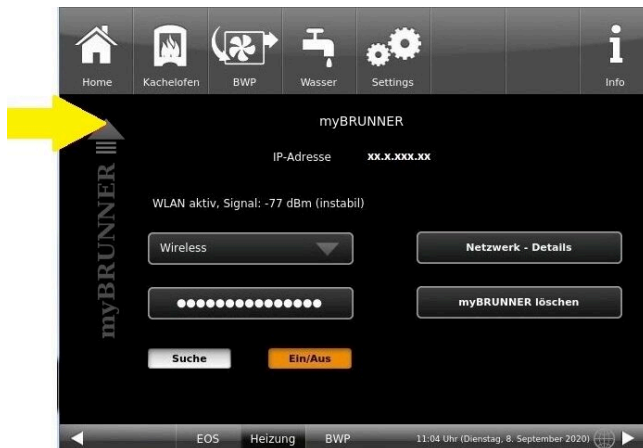 Home Kachelofen BWP Wasser Settings Info
myBRUNNER
IP-Adresse xx.x.xxx.xx
WLAN aktiv, Signal: -77 dBm (instabil)
Wireless Netzwerk - Details
myBRUNNER löschen
Suche Ein/Aus
myBRUNNER
EOS Heizung BWP 11:04 Uhr (Dienstag, 8. September 2020)